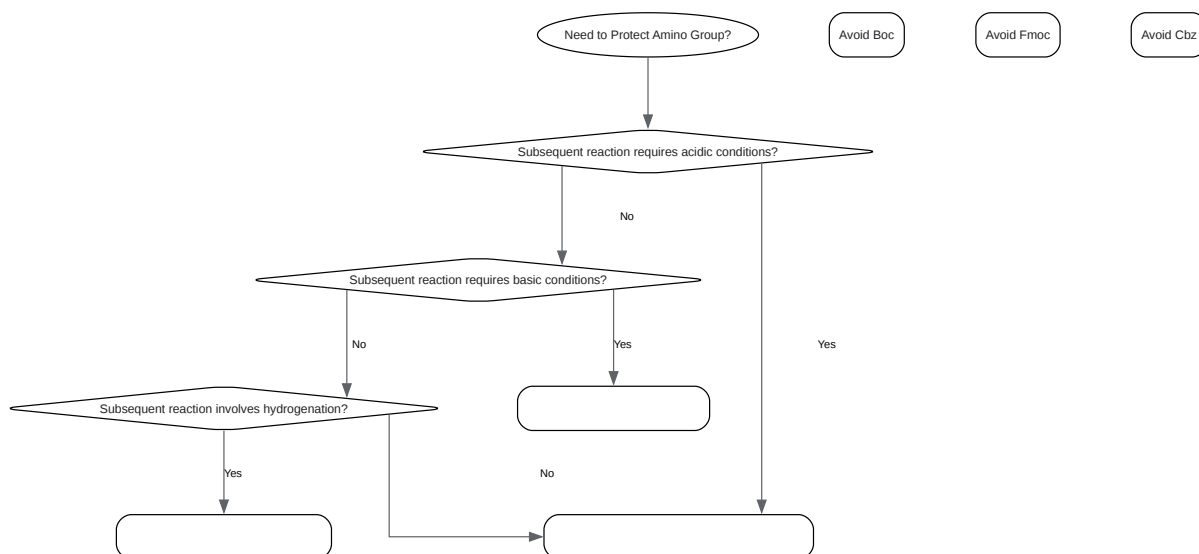 Need to Protect Amino Group?
Avoid Boc
Avoid Fmoc
Avoid Cbz
Subsequent reaction requires acidic conditions?
No
Subsequent reaction requires basic conditions?
No
Yes
Yes
Subsequent reaction involves hydrogenation?
Yes
No